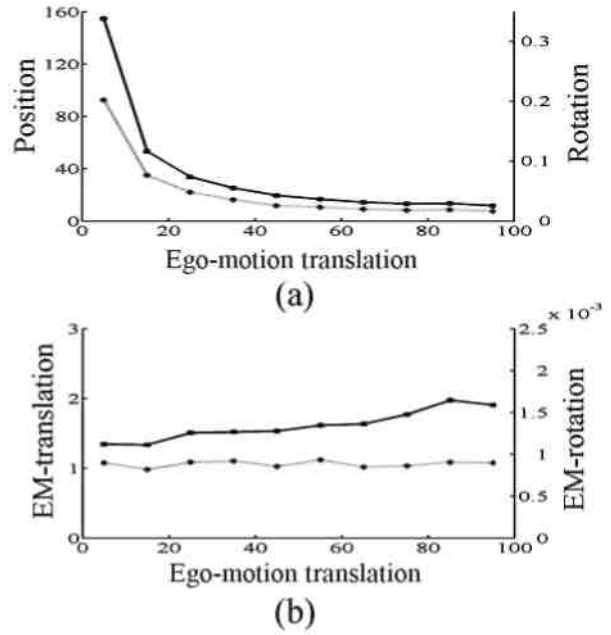 160
120
80
40
0
Position
0.3
0.2
0.1
0
Rotation
0 20 40 60 80 100
Ego-motion translation
(a)
3
2
1
0
EM-translation
× 10⁻³
2.5
2
1.5
1
0.5
0
EM-rotation
0 20 40 60 80 100
Ego-motion translation
(b)